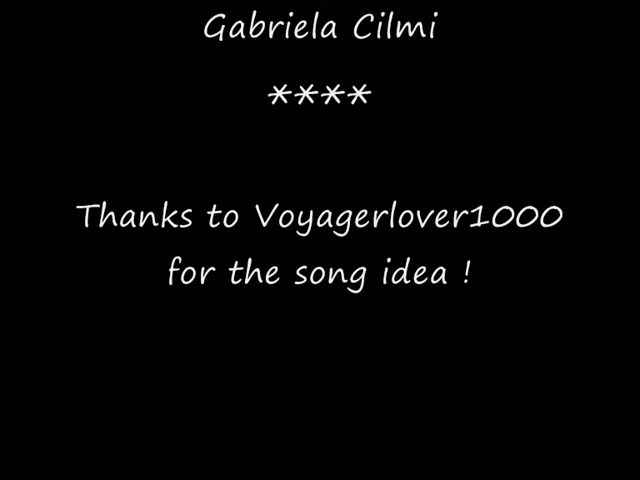 Gabriela Cilmi
****
Thanks to Voyagerlover1000
for the song idea !